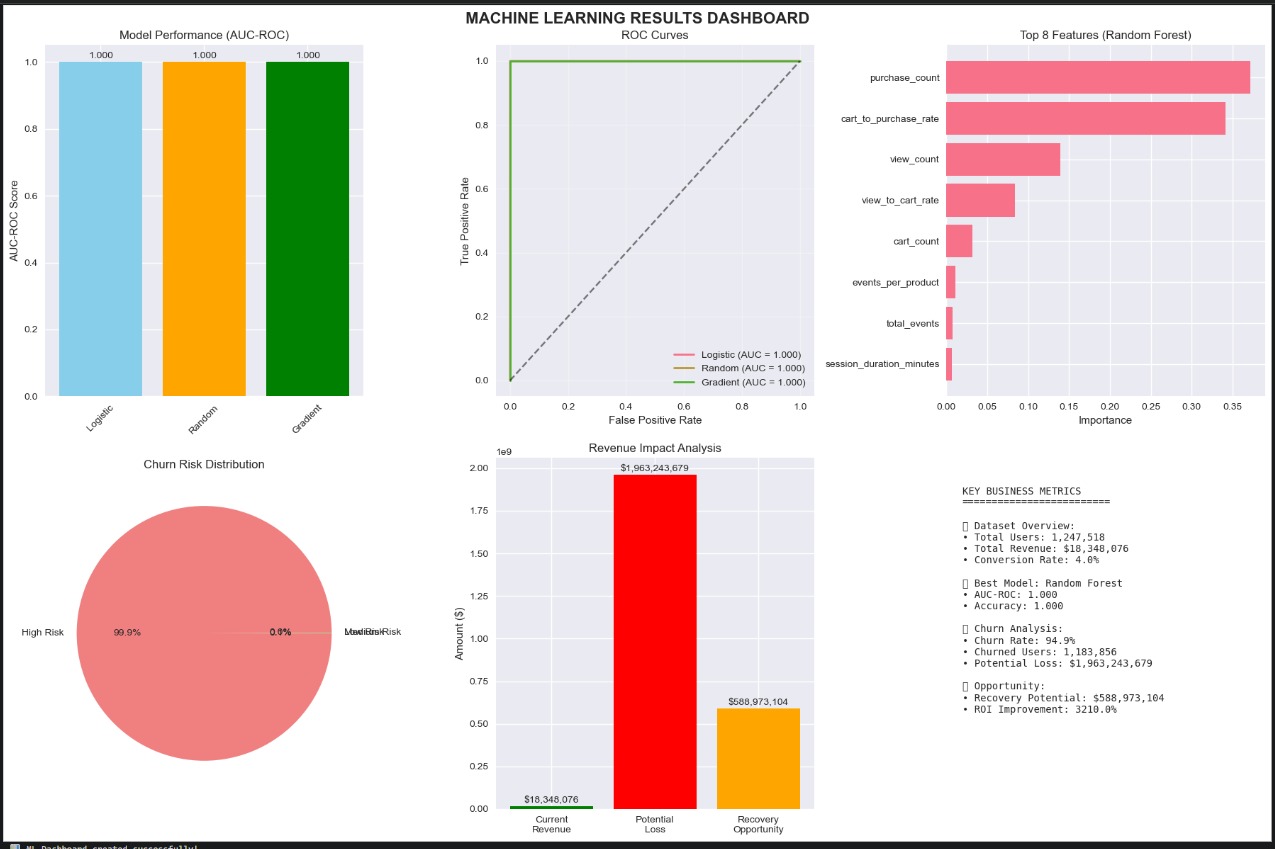 MACHINE LEARNING RESULTS DASHBOARD
Model Performance (AUC-ROC)
1.000
1.000
1.000
AUC-ROC Score
1.0
0.8
0.6
0.4
0.2
0.0
Logistic
Random
Gradient
ROC Curves
True Positive Rate
1.0
0.8
0.6
0.4
0.2
0.0
Logistic (AUC = 1.000)
Random (AUC = 1.000)
Gradient (AUC = 1.000)
0.0 0.2 0.4 0.6 0.8 1.0
False Positive Rate
Top 8 Features (Random Forest)
purchase_count
cart_to_purchase_rate
view_count
view_to_cart_rate
cart_count
events_per_product
total_events
session_duration_minutes
0.00 0.05 0.10 0.15 0.20 0.25 0.30 0.35
Importance
Churn Risk Distribution
High Risk
99.9%
Revenue Impact Analysis
1e9
Amount ($)
2.00
1.75
1.50
1.25
1.00
0.75
0.50
0.25
0.00
$18,348,076
$1,963,243,679
$588,973,104
Current
Revenue
Potential
Loss
Recovery
Opportunity
KEY BUSINESS METRICS
=========================
Dataset Overview:
• Total Users: 1,247,518
• Total Revenue: $18,348,076
• Conversion Rate: 4.0%
Best Model: Random Forest
• AUC-ROC: 1.000
• Accuracy: 1.000
Churn Analysis:
• Churn Rate: 94.9%
• Churned Users: 1,183,856
• Potential Loss: $1,963,243,679
Opportunity:
• Recovery Potential: $588,973,104
• ROI Improvement: 3210.0%
ML Dashboard created successfully!